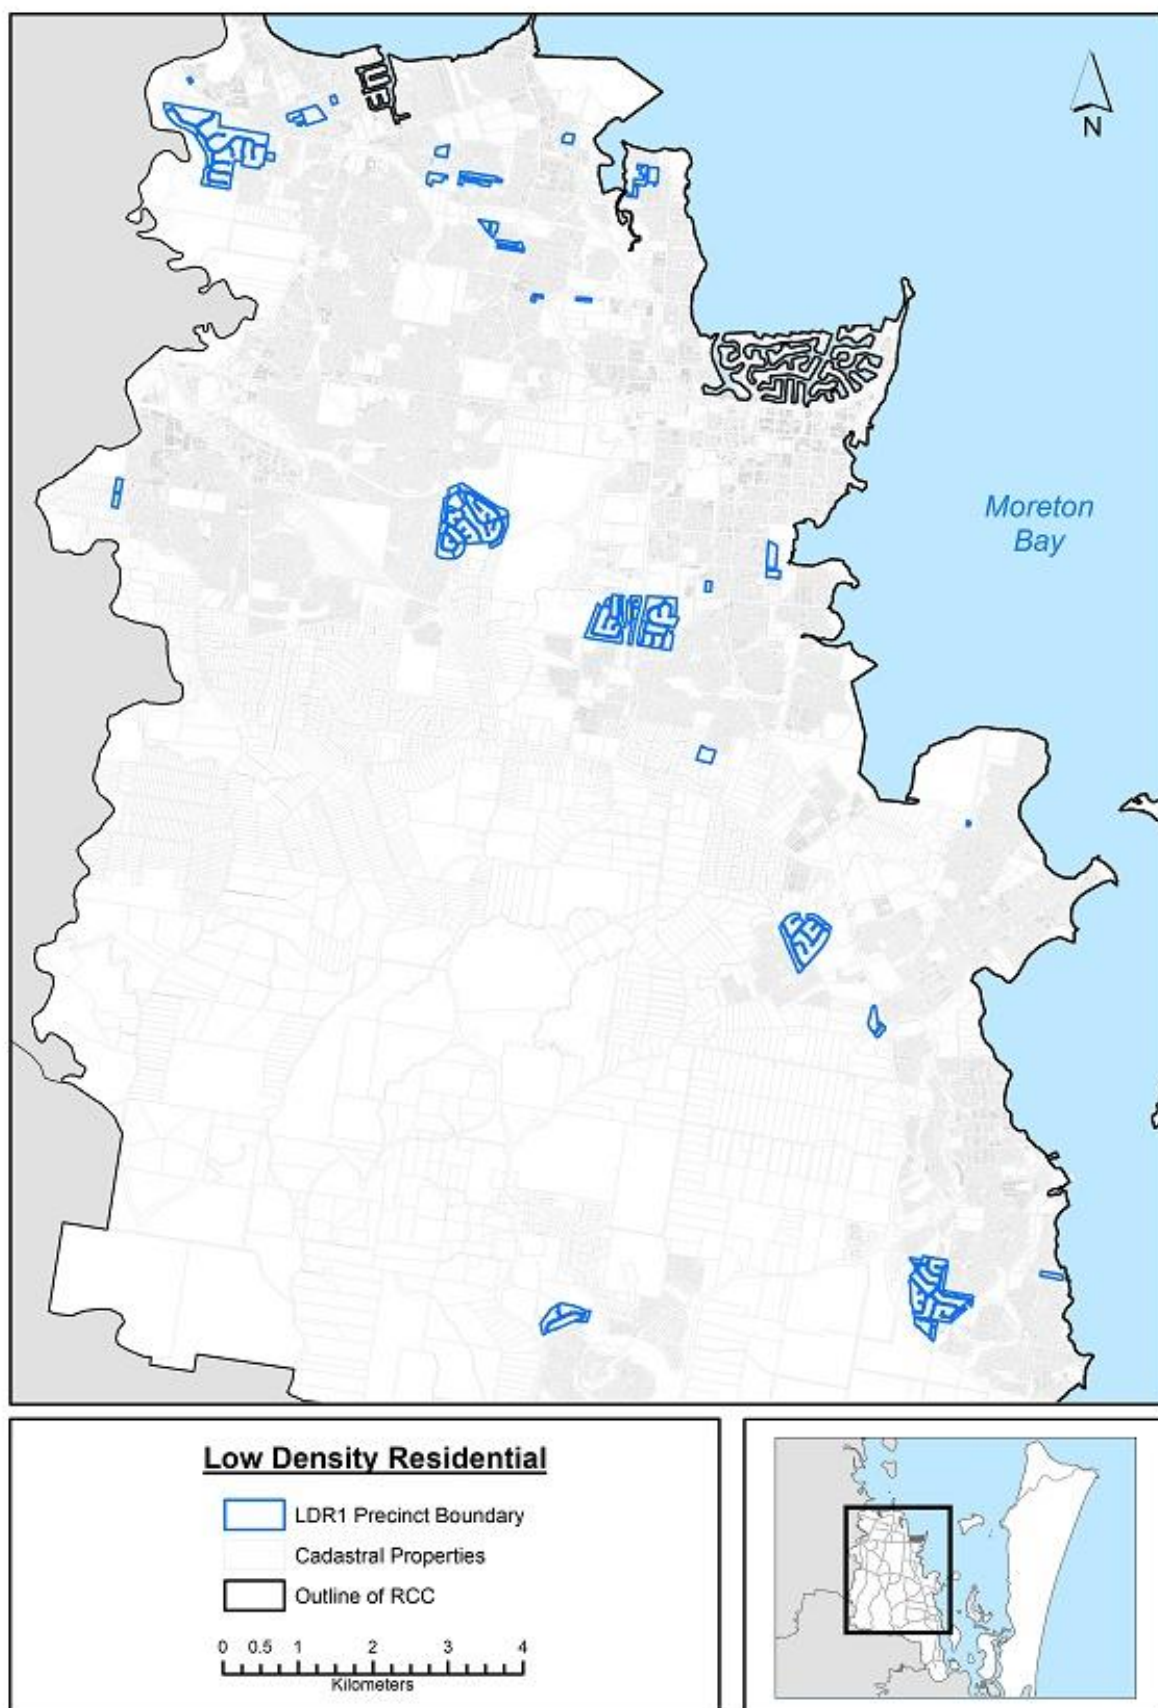 N
Moreton
Bay
Low Density Residential
LDR1 Precinct Boundary
Cadastral Properties
Outline of RCC
0 0.5 1 2 3 4
Kilometers